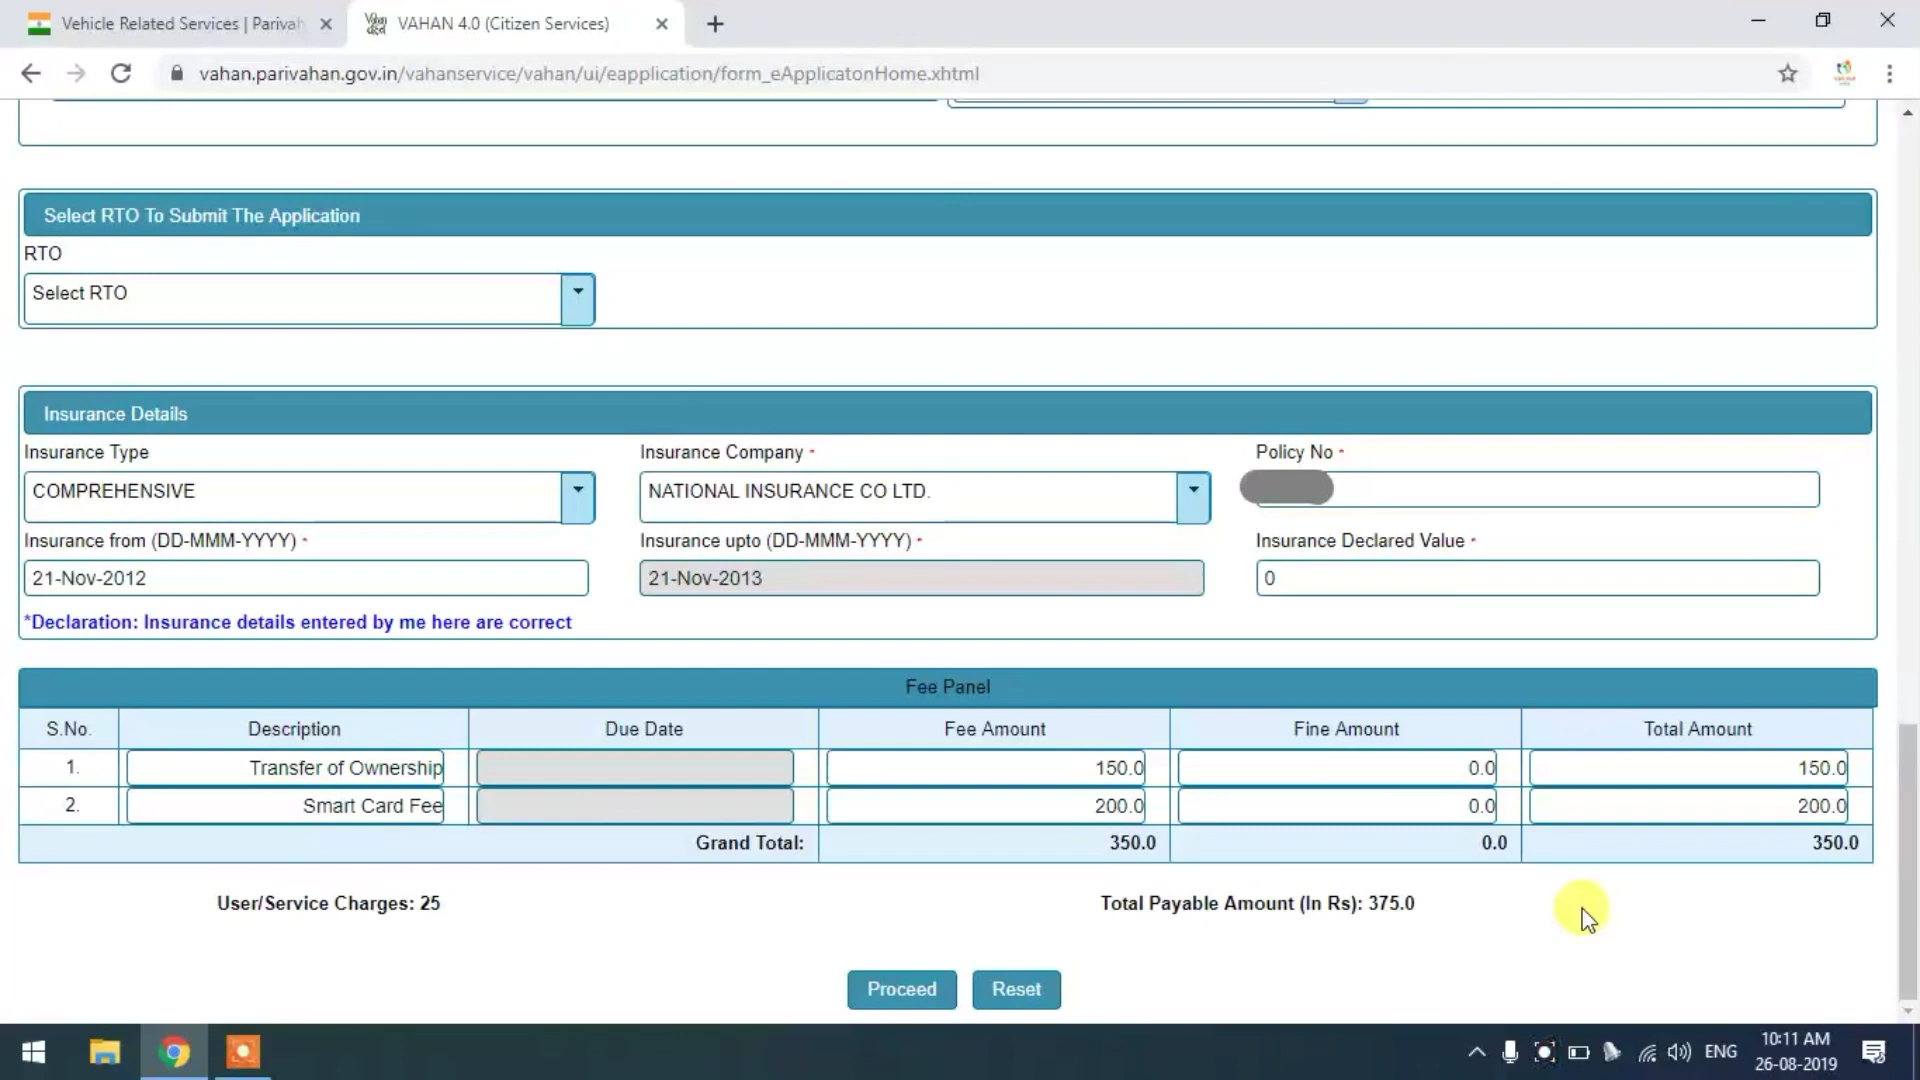 Vehicle Related Services | Parivah
VAHAN 4.0 (Citizen Services)
vahan.parivahan.gov.in/vahanservice/vahan/ui/eapplication/form_eApplicatonHome.xhtml
Select RTO To Submit The Application
RTO
Select RTO
Insurance Details
Insurance Type
Insurance Company *
Policy No *
COMPREHENSIVE
NATIONAL INSURANCE CO LTD.
Insurance from (DD-MMM-YYYY) *
Insurance upto (DD-MMM-YYYY) *
Insurance Declared Value *
21-Nov-2012
21-Nov-2013
0
*Declaration: Insurance details entered by me here are correct
Fee Panel
S.No. Description Due Date Fee Amount Fine Amount Total Amount
1. Transfer of Ownership 150.0 0.0 150.0
2. Smart Card Fee 200.0 0.0 200.0
Grand Total: 350.0 0.0 350.0
User/Service Charges: 25
Total Payable Amount (In Rs): 375.0
Proceed
Reset
ENG
10:11 AM
26-08-2019